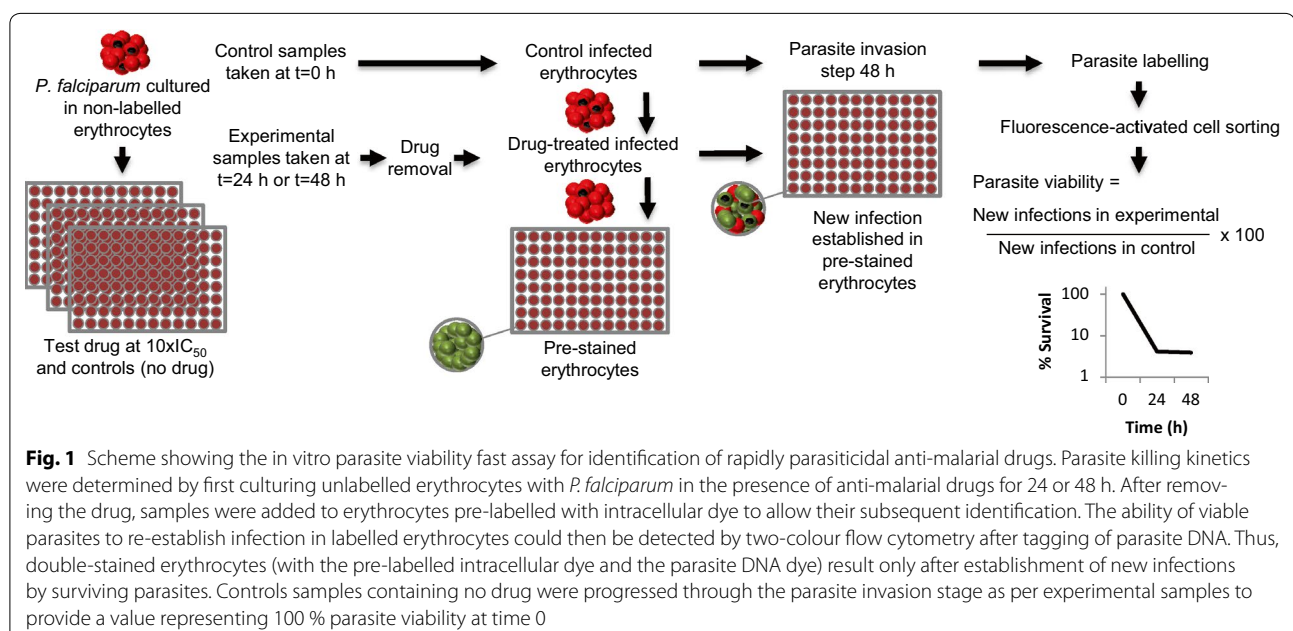 P. falciparum cultured
in non-labelled
erythrocytes
Test drug at 10xIC50
and controls (no drug)
Control samples
taken at t=0 h
Experimental
samples taken at
t=24 h or t=48 h
Drug
removal
Control infected
erythrocytes
Drug-treated infected
erythrocytes
Pre-stained
erythrocytes
Parasite invasion
step 48 h
New infection
established in
pre-stained
erythrocytes
Parasite labelling
Fluorescence-activated cell sorting
Parasite viability =
New infections in experimental
New infections in control
x 100
% Survival
100
10
1
0 24 48
Time (h)
Fig. 1 Scheme showing the in vitro parasite viability fast assay for identification of rapidly parasiticidal anti-malarial drugs. Parasite killing kinetics
were determined by first culturing unlabelled erythrocytes with P. falciparum in the presence of anti-malarial drugs for 24 or 48 h. After remov-
ing the drug, samples were added to erythrocytes pre-labelled with intracellular dye to allow their subsequent identification. The ability of viable
parasites to re-establish infection in labelled erythrocytes could then be detected by two-colour flow cytometry after tagging of parasite DNA. Thus,
double-stained erythrocytes (with the pre-labelled intracellular dye and the parasite DNA dye) result only after establishment of new infections
by surviving parasites. Controls samples containing no drug were progressed through the parasite invasion stage as per experimental samples to
provide a value representing 100 % parasite viability at time 0